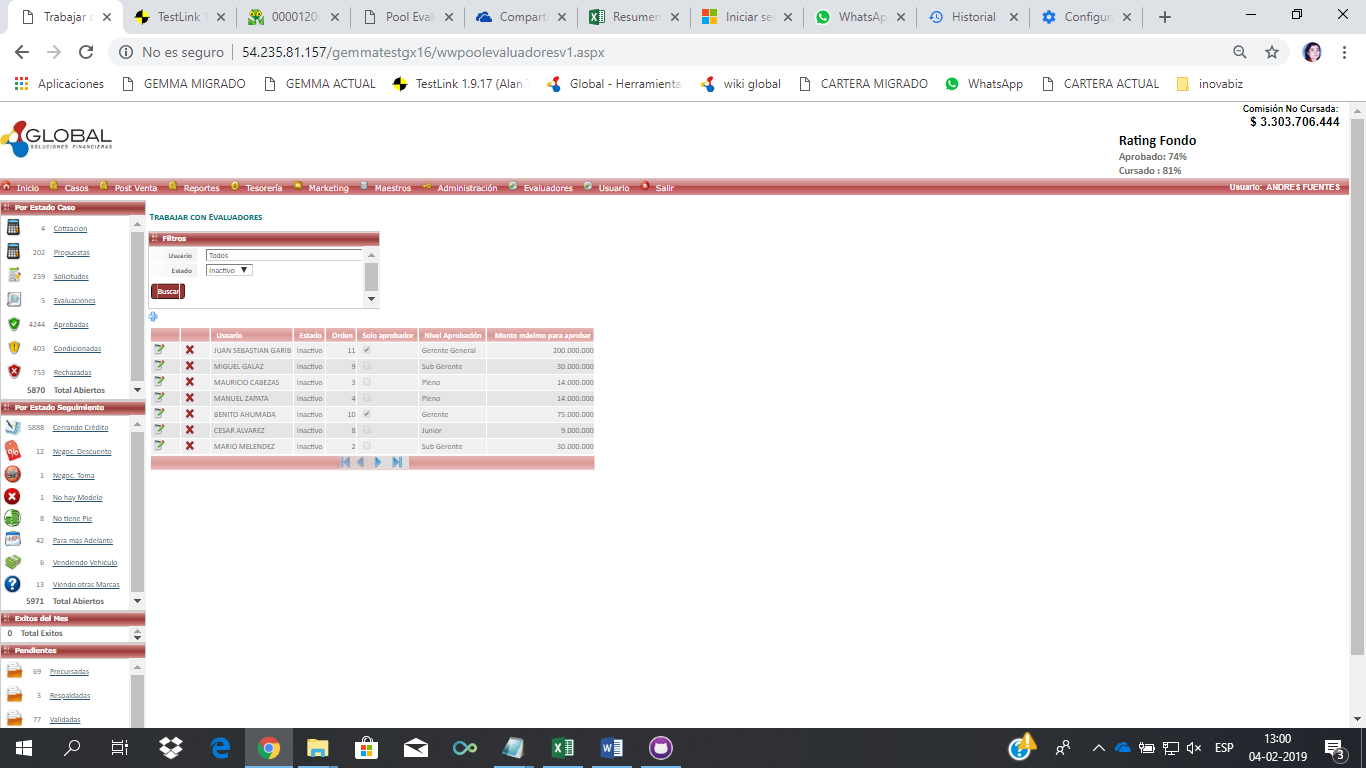 Trabajar c
TestLink 1
0000120:
Pool Eval
Comparti
Resumen
Iniciar se
WhatsAp
Historial
Configur
No es seguro | 54.235.81.157/gemmatestgx16/wwpoolevaluadoresv1.aspx
Aplicaciones
GEMMA MIGRADO
GEMMA ACTUAL
TestLink 1.9.17 (Alan
Global - Herramienta
wiki global
CARTERA MIGRADO
WhatsApp
CARTERA ACTUAL
inovabiz
GLOBAL
SOLUCIONES FINANCIERAS
Comisión No Cursada:
$ 3.303.706.444
Rating Fondo
Aprobado: 74%
Cursado : 81%
Inicio Casos Post Venta Reportes Tesorería Marketing Maestros Administración Evaluadores Usuario Salir
Usuario: ANDRES FUENTES
Por Estado Caso
4 Cotizacion
202 Propuestas
259 Solicitudes
5 Evaluaciones
4244 Aprobadas
403 Condicionadas
753 Rechazadas
5870 Total Abiertos
Por Estado Seguimiento
5888 Cerrando Crédito
12 Negoc. Descuento
1 Negoc. Toma
1 No hay Modelo
8 No tiene Pie
42 Para mas Adelante
6 Vendiendo Vehículo
13 Viendo otras Marcas
5971 Total Abiertos
Exitos del Mes
0 Total Exitos
Pendientes
69 Precursadas
3 Respaldadas
77 Validadas
TRABAJAR CON EVALUADORES
Filtros
Usuario Todos
Estado Inactivo
Buscar
Usuario Estado Orden Solo aprobador Nivel Aprobación Monto máximo para aprobar
JUAN SEBASTIAN GARIB Inactivo 11 Gerente General 200.000.000
MIGUEL GALAZ Inactivo 9 Sub Gerente 30.000.000
MAURICIO CABEZAS Inactivo 3 Pleno 14.000.000
MANUEL ZAPATA Inactivo 4 Pleno 14.000.000
BENITO AHUMADA Inactivo 10 Gerente 75.000.000
CESAR ALVAREZ Inactivo 8 Junior 9.000.000
MARIO MELENDEZ Inactivo 2 Sub Gerente 30.000.000
ESP
13:00
04-02-2019
3